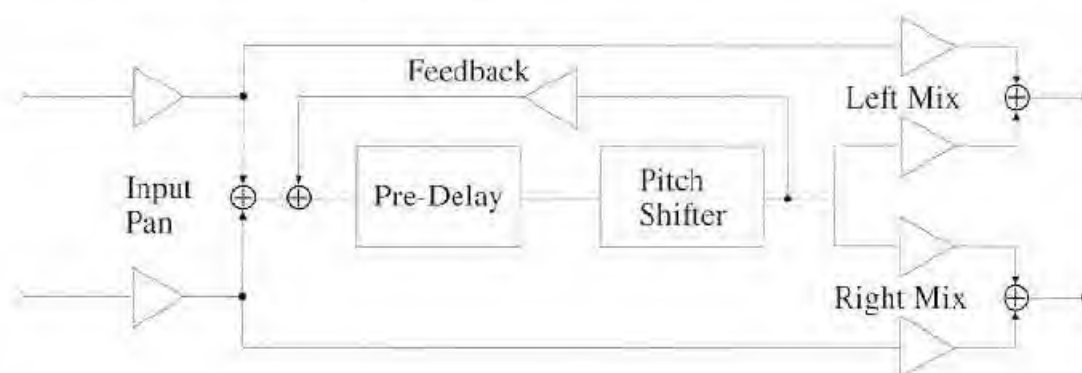 Feedback
Left Mix
Input
Pan
Pre-Delay
Pitch
Shifter
Right Mix